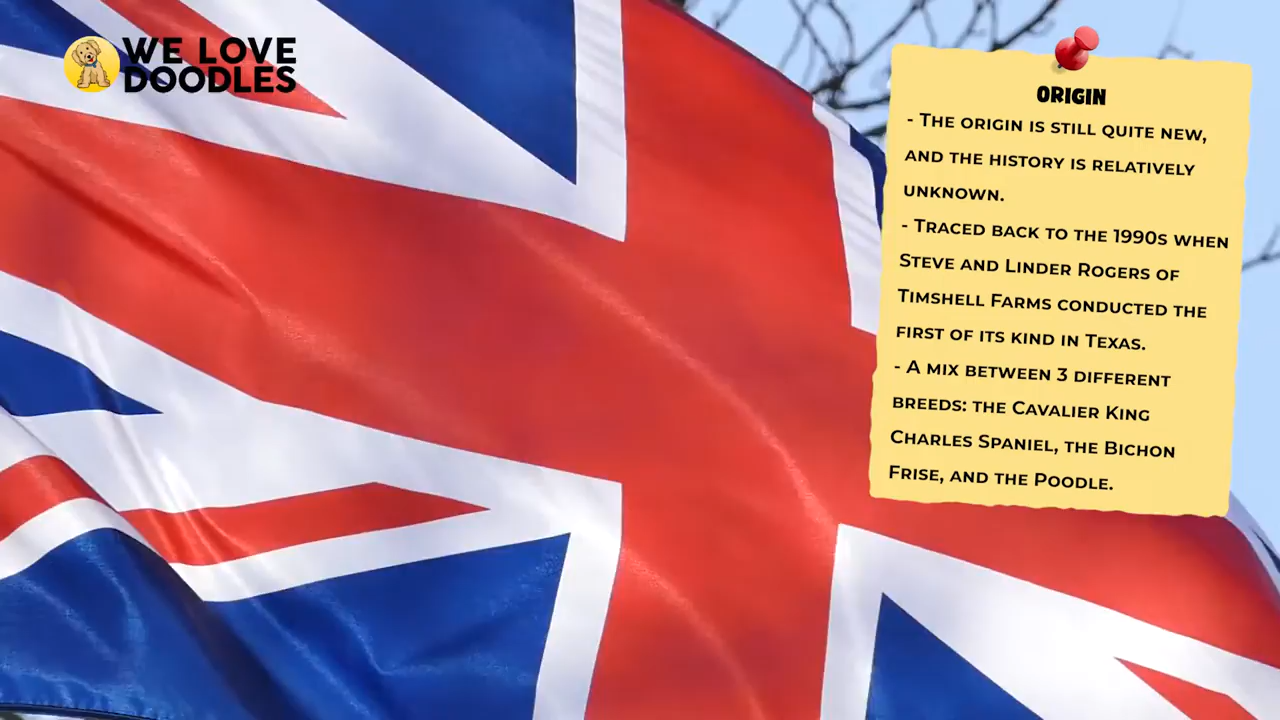 WE LOVE
DOODLES
ORIGIN
- THE ORIGIN IS STILL QUITE NEW,
AND THE HISTORY IS RELATIVELY
UNKNOWN.
- TRACED BACK TO THE 1990S WHEN
STEVE AND LINDER ROGERS OF
TIMSHELL FARMS CONDUCTED THE
FIRST OF ITS KIND IN TEXAS.
- A MIX BETWEEN 3 DIFFERENT
BREEDS: THE CAVALIER KING
CHARLES SPANIEL, THE BICHON
FRISE, AND THE POODLE.